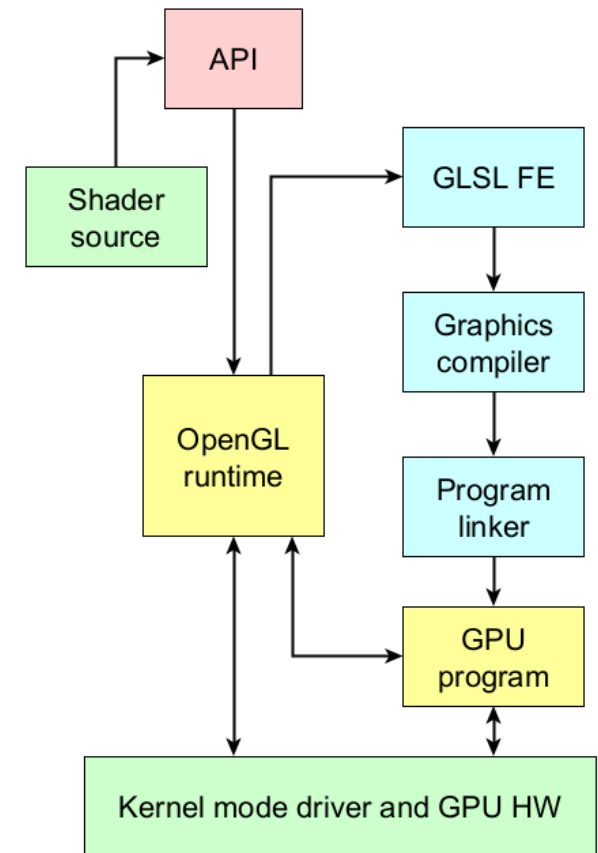 API
Shader
source
GLSL FE
Graphics
compiler
OpenGL
runtime
Program
linker
GPU
program
Kernel mode driver and GPU HW